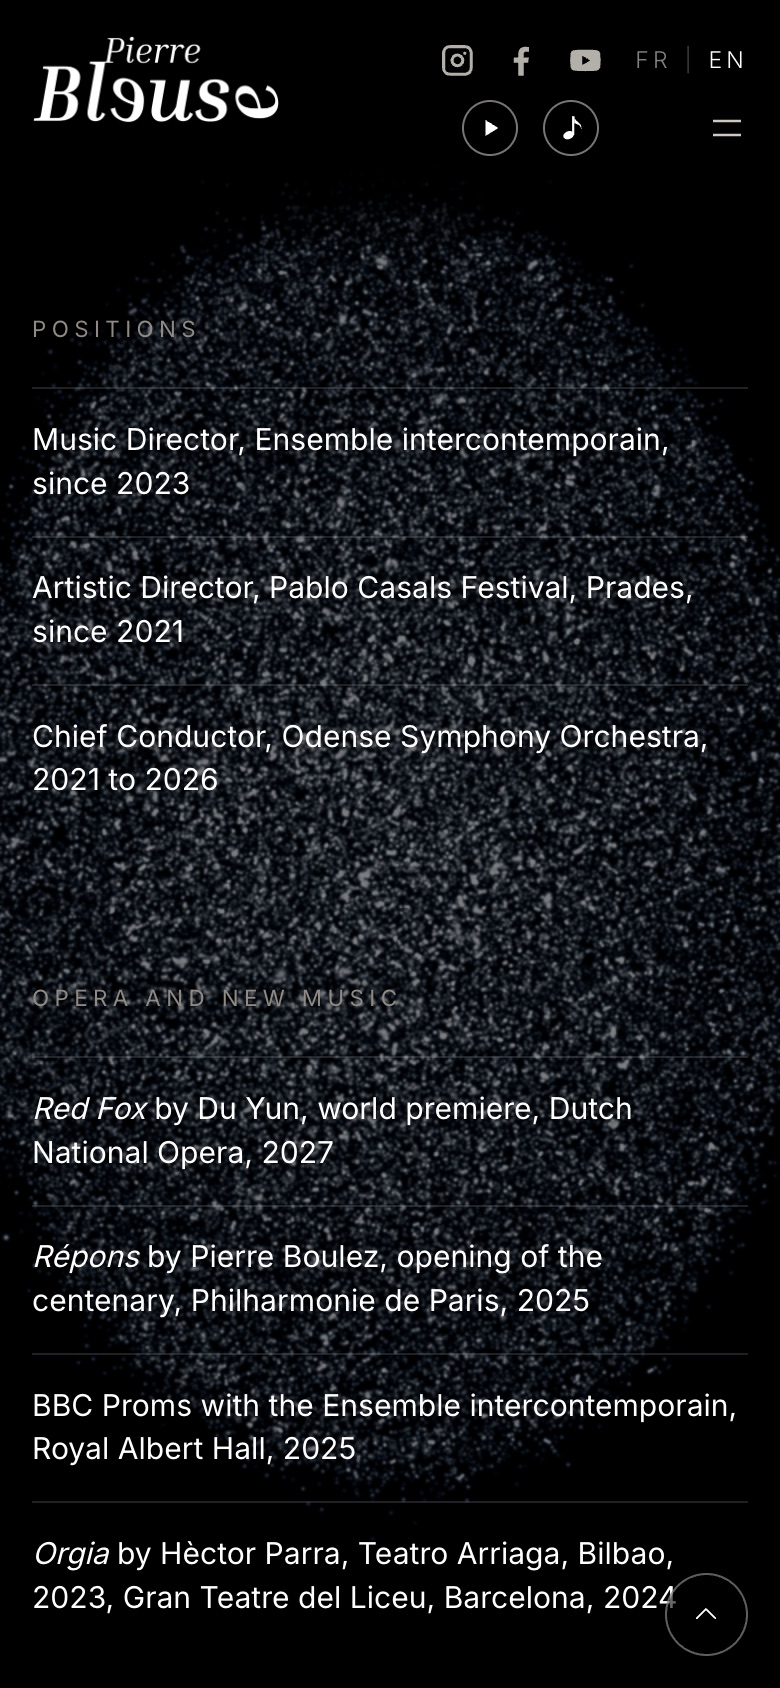 Pierre
Bleuse
FR | EN
POSITIONS
Music Director, Ensemble intercontemporain,
since 2023
Artistic Director, Pablo Casals Festival, Prades,
since 2021
Chief Conductor, Odense Symphony Orchestra,
2021 to 2026
OPERA AND NEW MUSIC
Red Fox by Du Yun, world premiere, Dutch
National Opera, 2027
Répons by Pierre Boulez, opening of the
centenary, Philharmonie de Paris, 2025
BBC Proms with the Ensemble intercontemporain,
Royal Albert Hall, 2025
Orgia by Hèctor Parra, Teatro Arriaga, Bilbao,
2023, Gran Teatre del Liceu, Barcelona, 2024